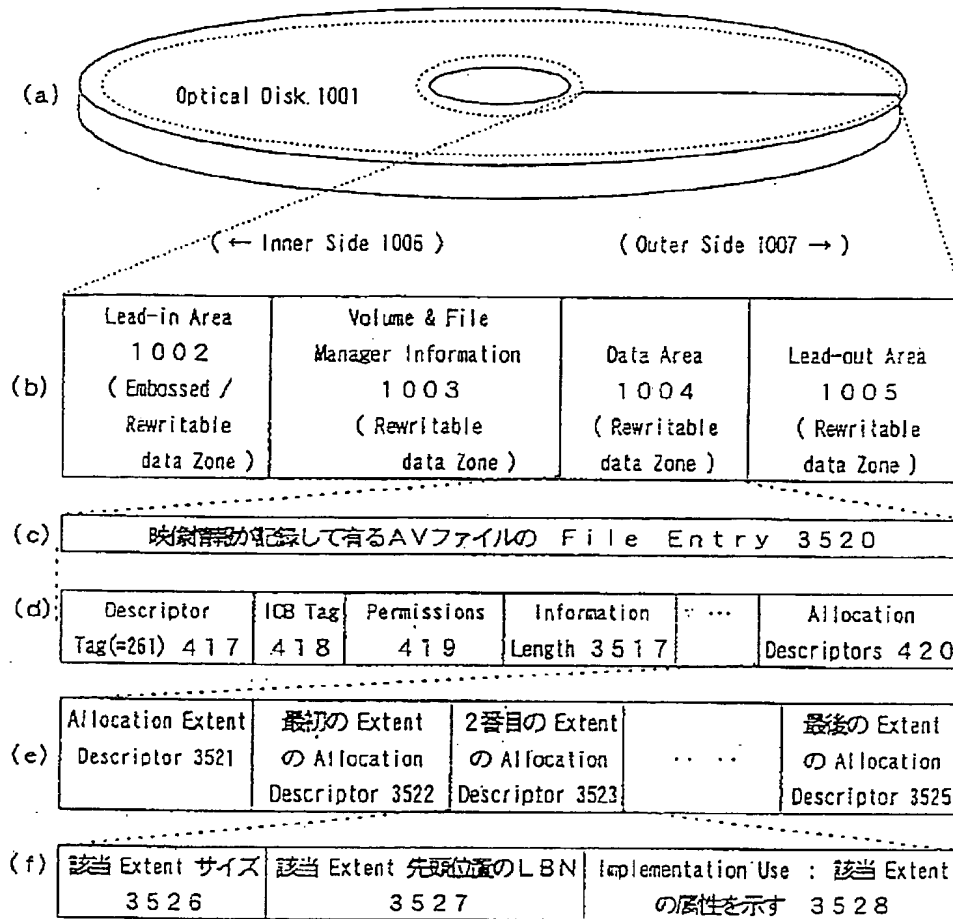 (a)
Optical Disk 1001
( ← Inner Side 1006 )
( Outer Side 1007 → )
(b)
Lead-in Area
1002
( Embossed /
Rewritable
data Zone )
Volume & File
Manager Information
1003
( Rewritable
data Zone )
Data Area
1004
( Rewritable
data Zone )
Lead-out Area
1005
( Rewritable
data Zone )
(c)
映像情報が記録して有るAVファイルの File Entry 3520
(d)
Descriptor
Tag(=261) 417
ICB Tag
418
Permissions
419
Information
Length 3517
Allocation
Descriptors 420
(e)
Allocation Extent
Descriptor 3521
最初の Extent
の Allocation
Descriptor 3522
2番目の Extent
の Allocation
Descriptor 3523
‥ ‥
最後の Extent
の Allocation
Descriptor 3525
(f)
該当 Extent サイズ
3526
該当 Extent 先頭位置のLBN
3527
Implementation Use : 該当 Extent
の属性を示す 3528